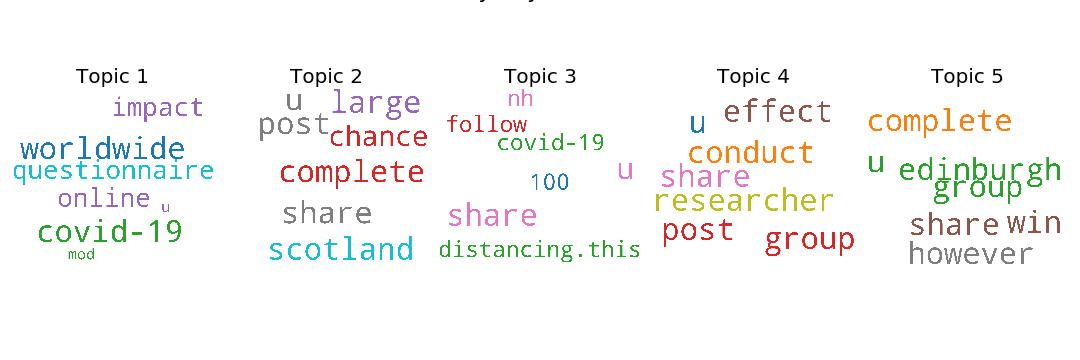 Topic 1
impact
worldwide
questionnaire
online u
covid-19
mod
Topic 2
u large
post
chance
complete
share
scotland
Topic 3
nh
follow
covid-19
100 u
share
distancing.this
Topic 4
u effect
conduct
share
researcher
post group
Topic 5
complete
u edinburgh
group
share win
however